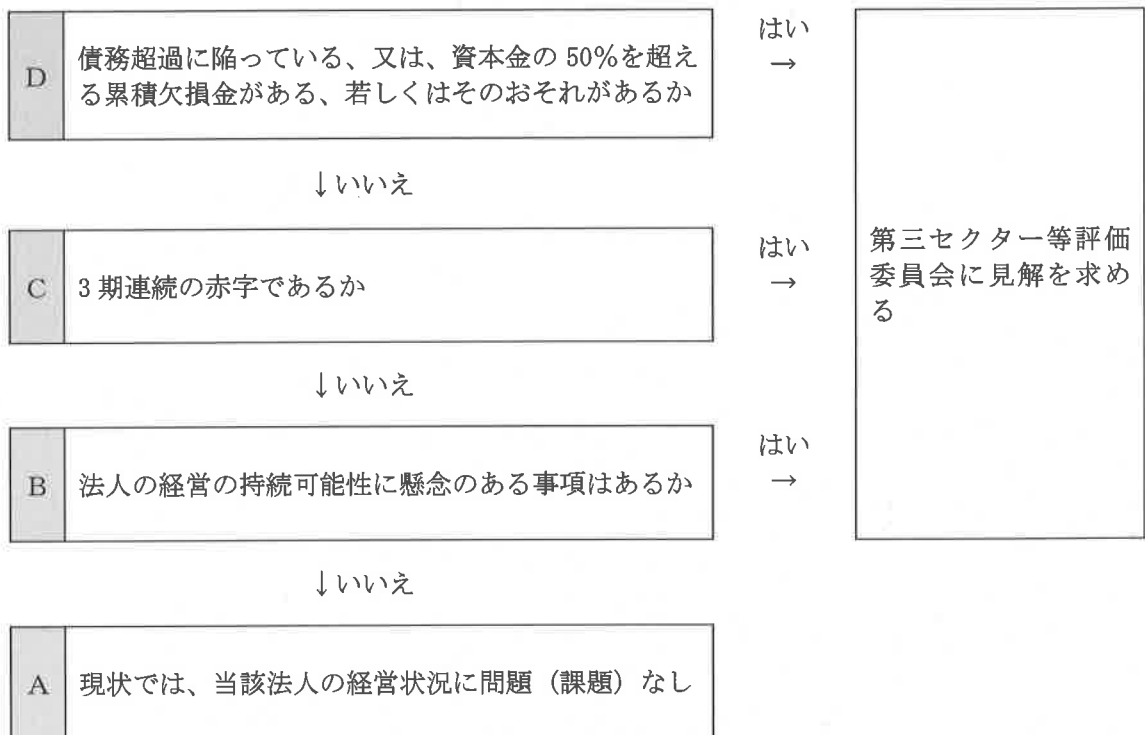 D
債務超過に陥っている、又は、資本金の50%を超え
る累積欠損金がある、若しくはそのおそれがあるか
はい
→
↓いいえ
C
3期連続の赤字であるか
はい
→
第三セクター等評価
委員会に見解を求め
る
↓いいえ
B
法人の経営の持続可能性に懸念のある事項はあるか
はい
→
↓いいえ
A
現状では、当該法人の経営状況に問題（課題）なし